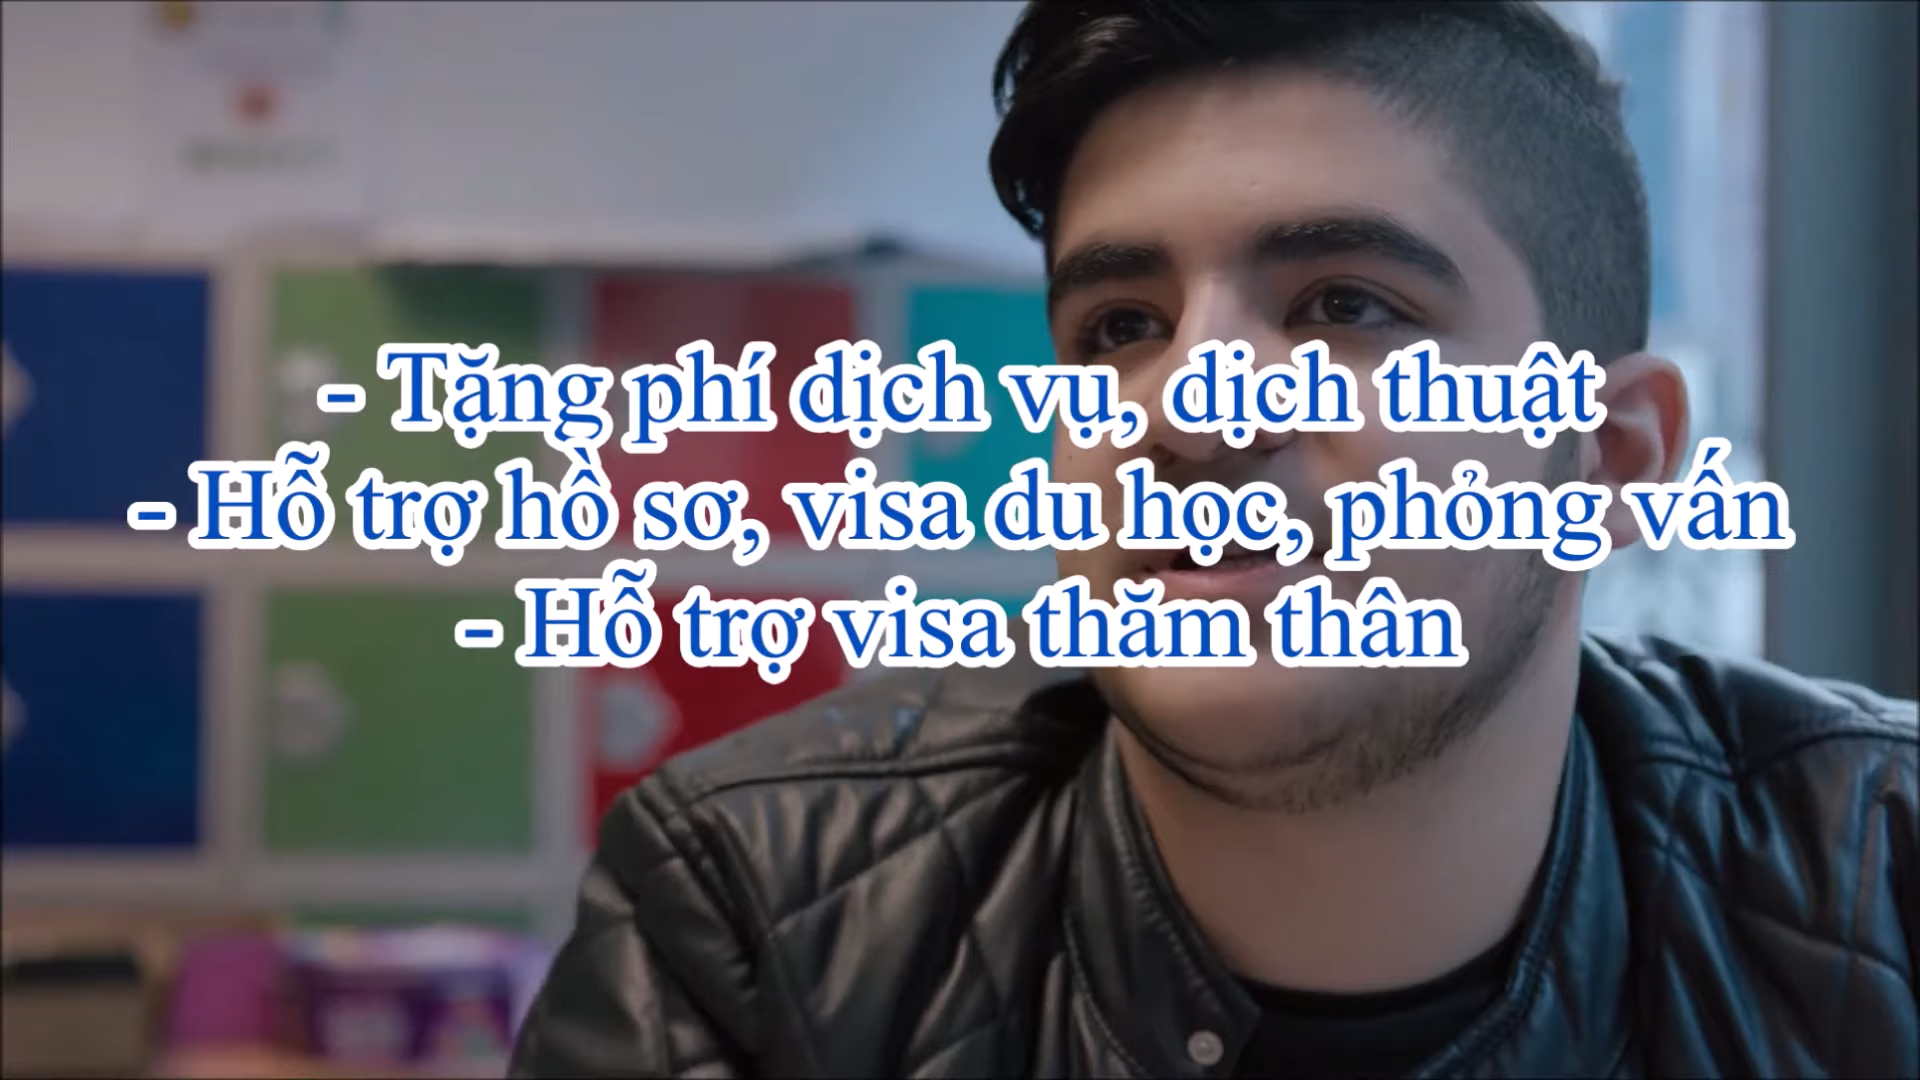 - Tặng phí dịch vụ, dịch thuật
- Hỗ trợ hồ sơ, visa du học, phỏng vấn
- Hỗ trợ visa thăm thân